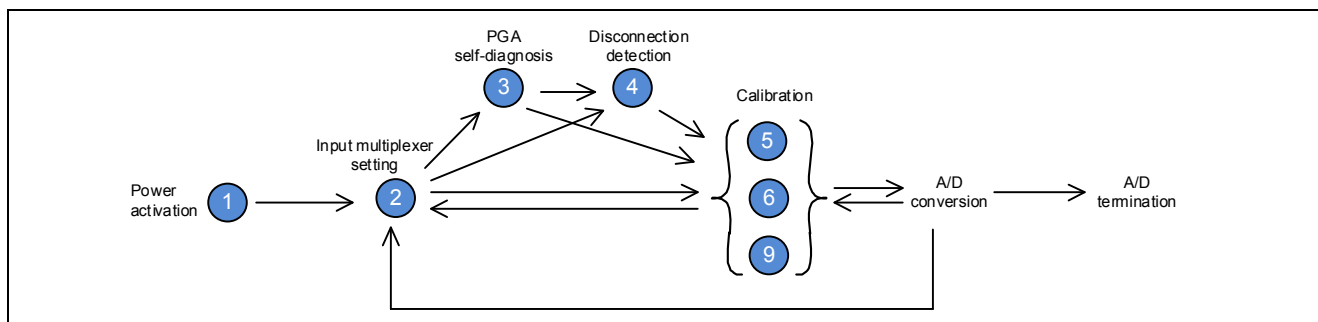 PGA
self-diagnosis
3
Disconnection
detection
4
Calibration
5
6
9
Input multiplexer
setting
2
Power
activation
1
A/D
conversion
A/D
termination